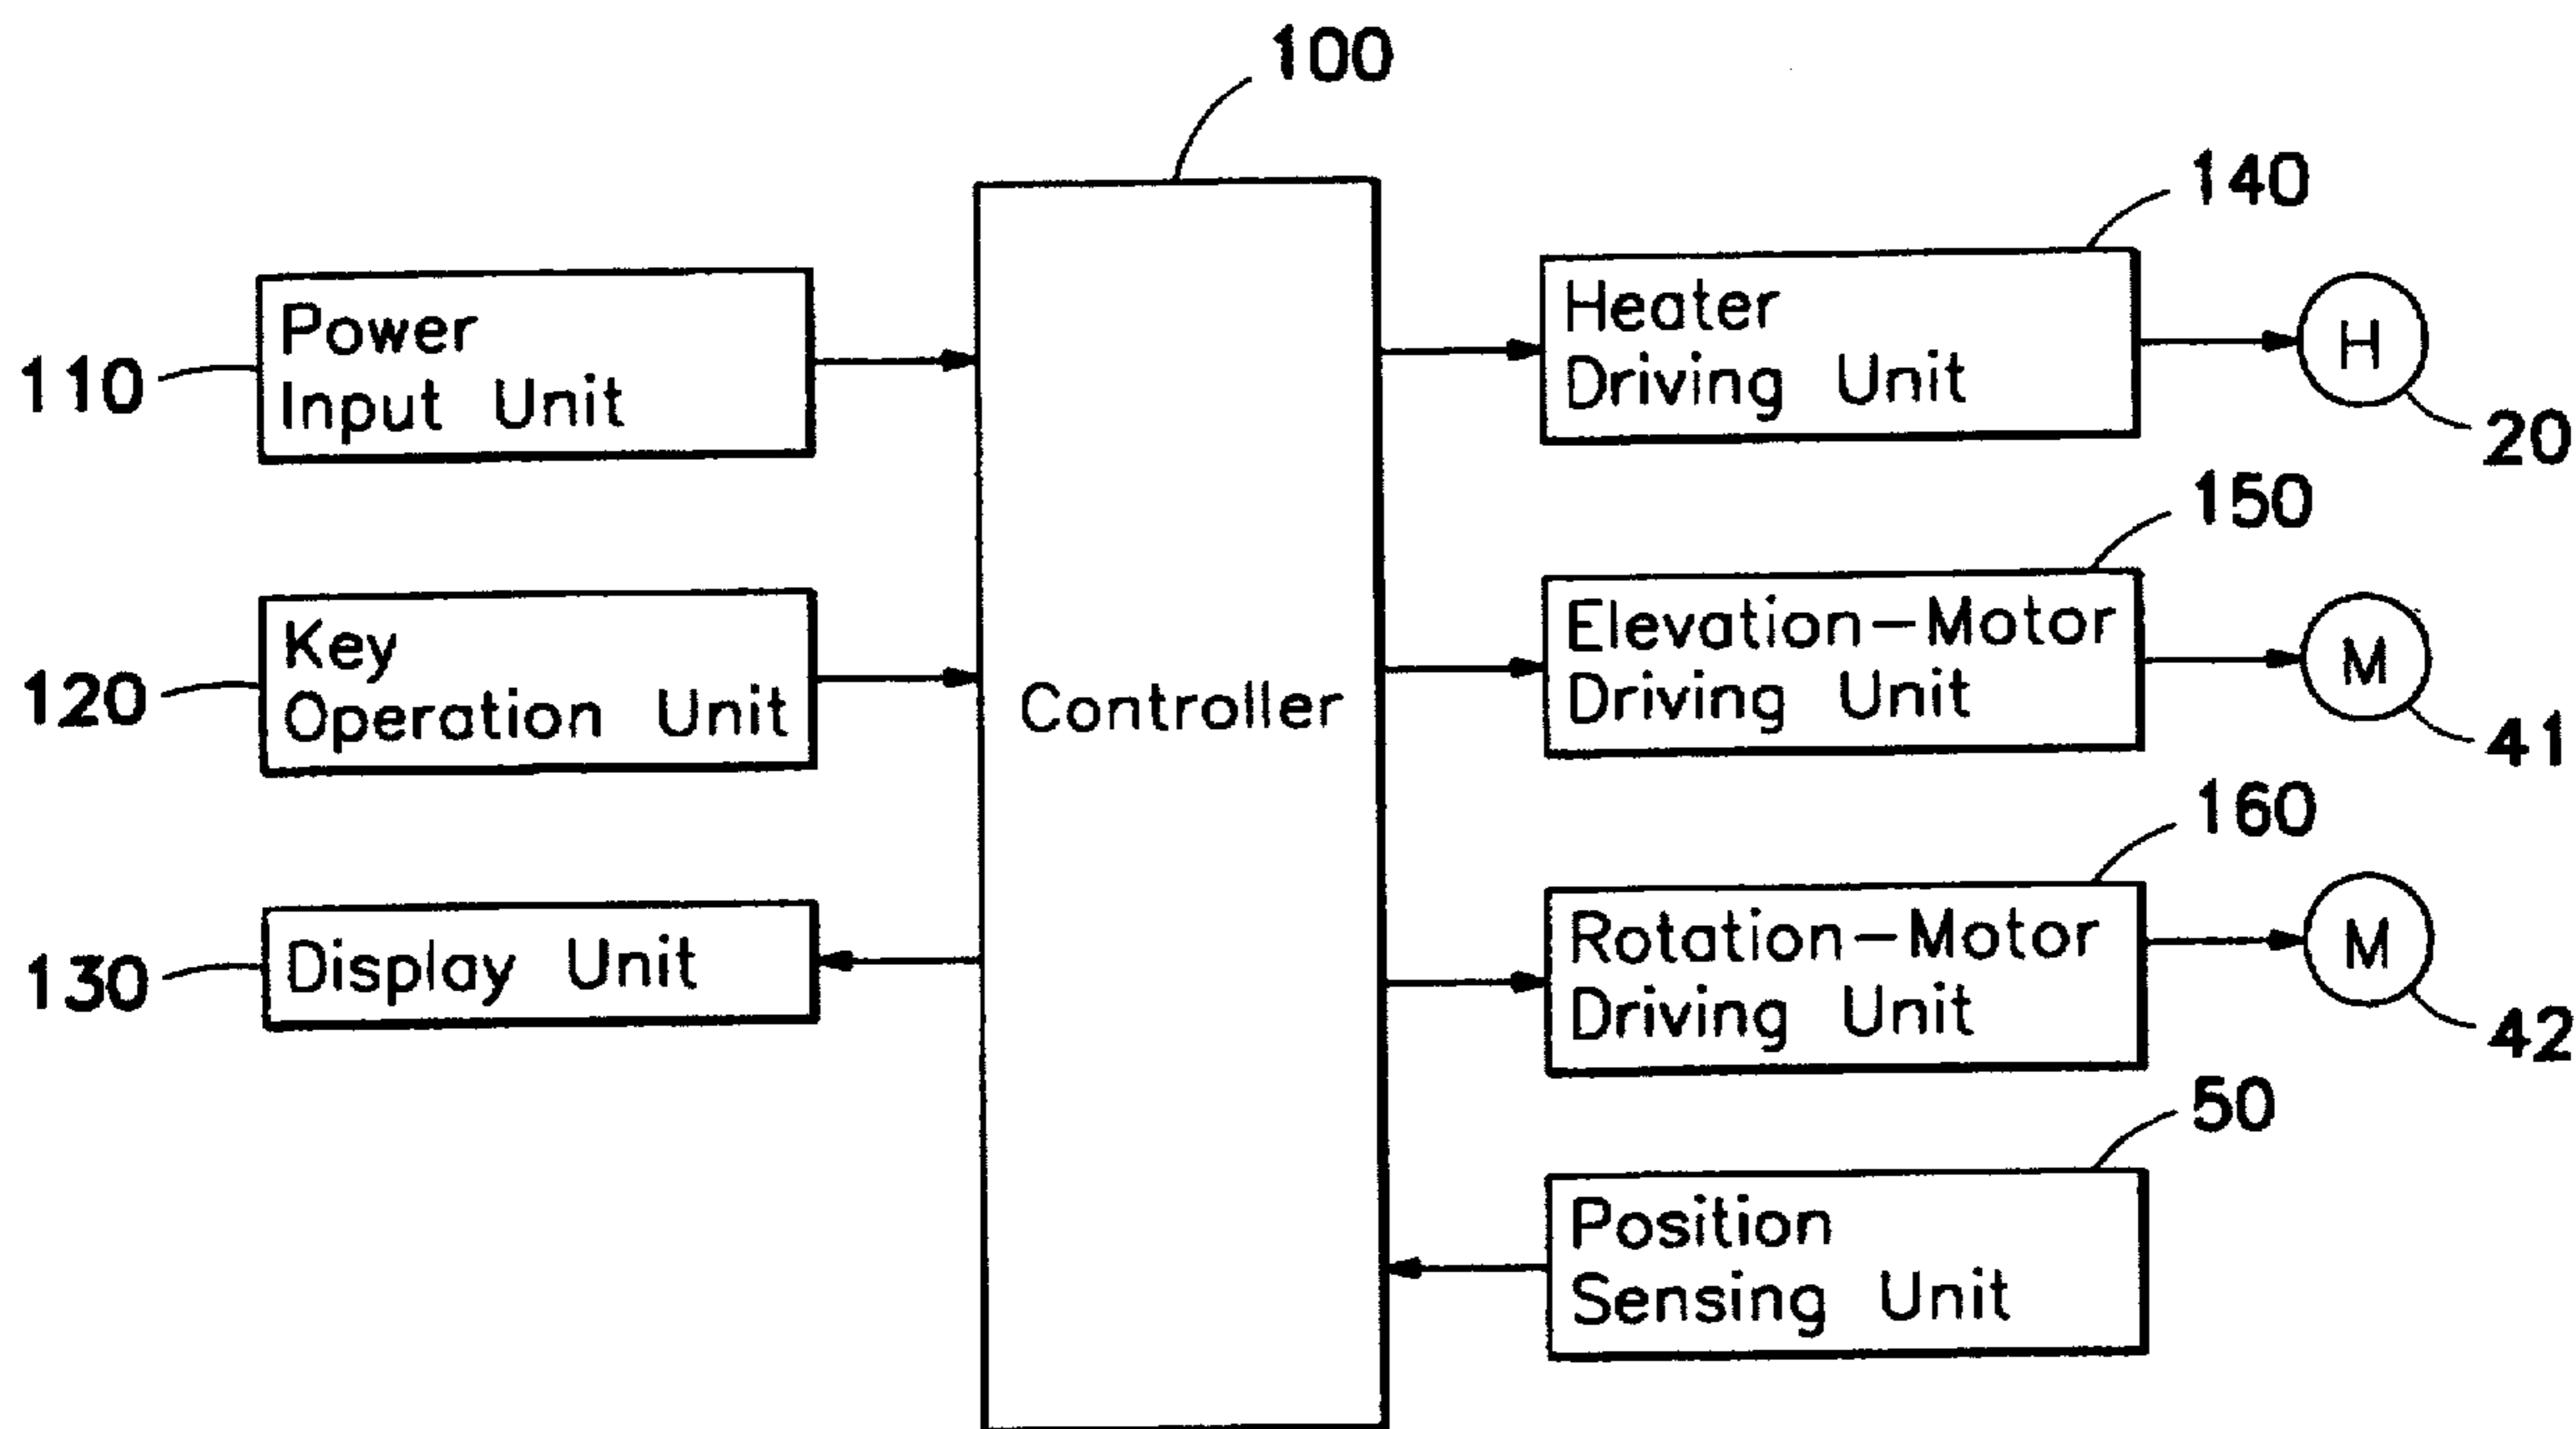 100
110
Power
Input Unit
120
Key
Operation Unit
130
Display Unit
Controller
140
Heater
Driving Unit
H
20
150
Elevation-Motor
Driving Unit
M
41
160
Rotation-Motor
Driving Unit
M
42
50
Position
Sensing Unit